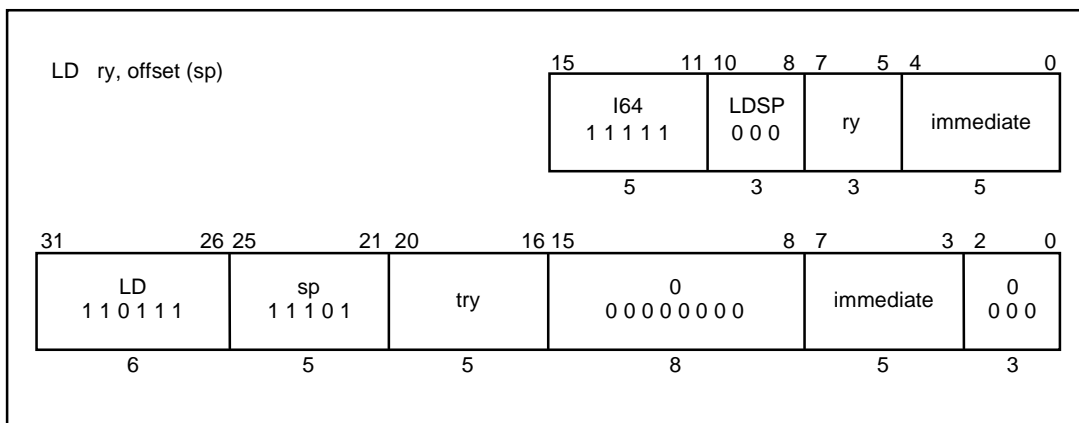 LD ry, offset (sp)
15 11 10 8 7 5 4 0
I64 LDSP ry immediate
1 1 1 1 1 0 0 0
5 3 3 5
31 26 25 21 20 16 15 8 7 3 2 0
LD sp try 0 immediate 0
1 1 0 1 1 1 1 1 1 0 1 0 0 0 0 0 0 0 0 0 0 0
6 5 5 8 5 3